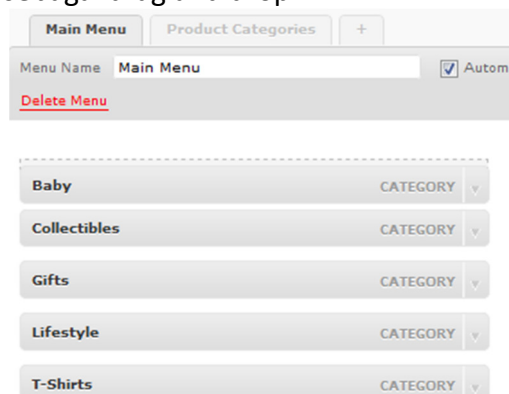 Main Menu Product Categories +
Menu Name Main Menu Autom
Delete Menu
Baby CATEGORY
Collectibles CATEGORY
Gifts CATEGORY
Lifestyle CATEGORY
T-Shirts CATEGORY